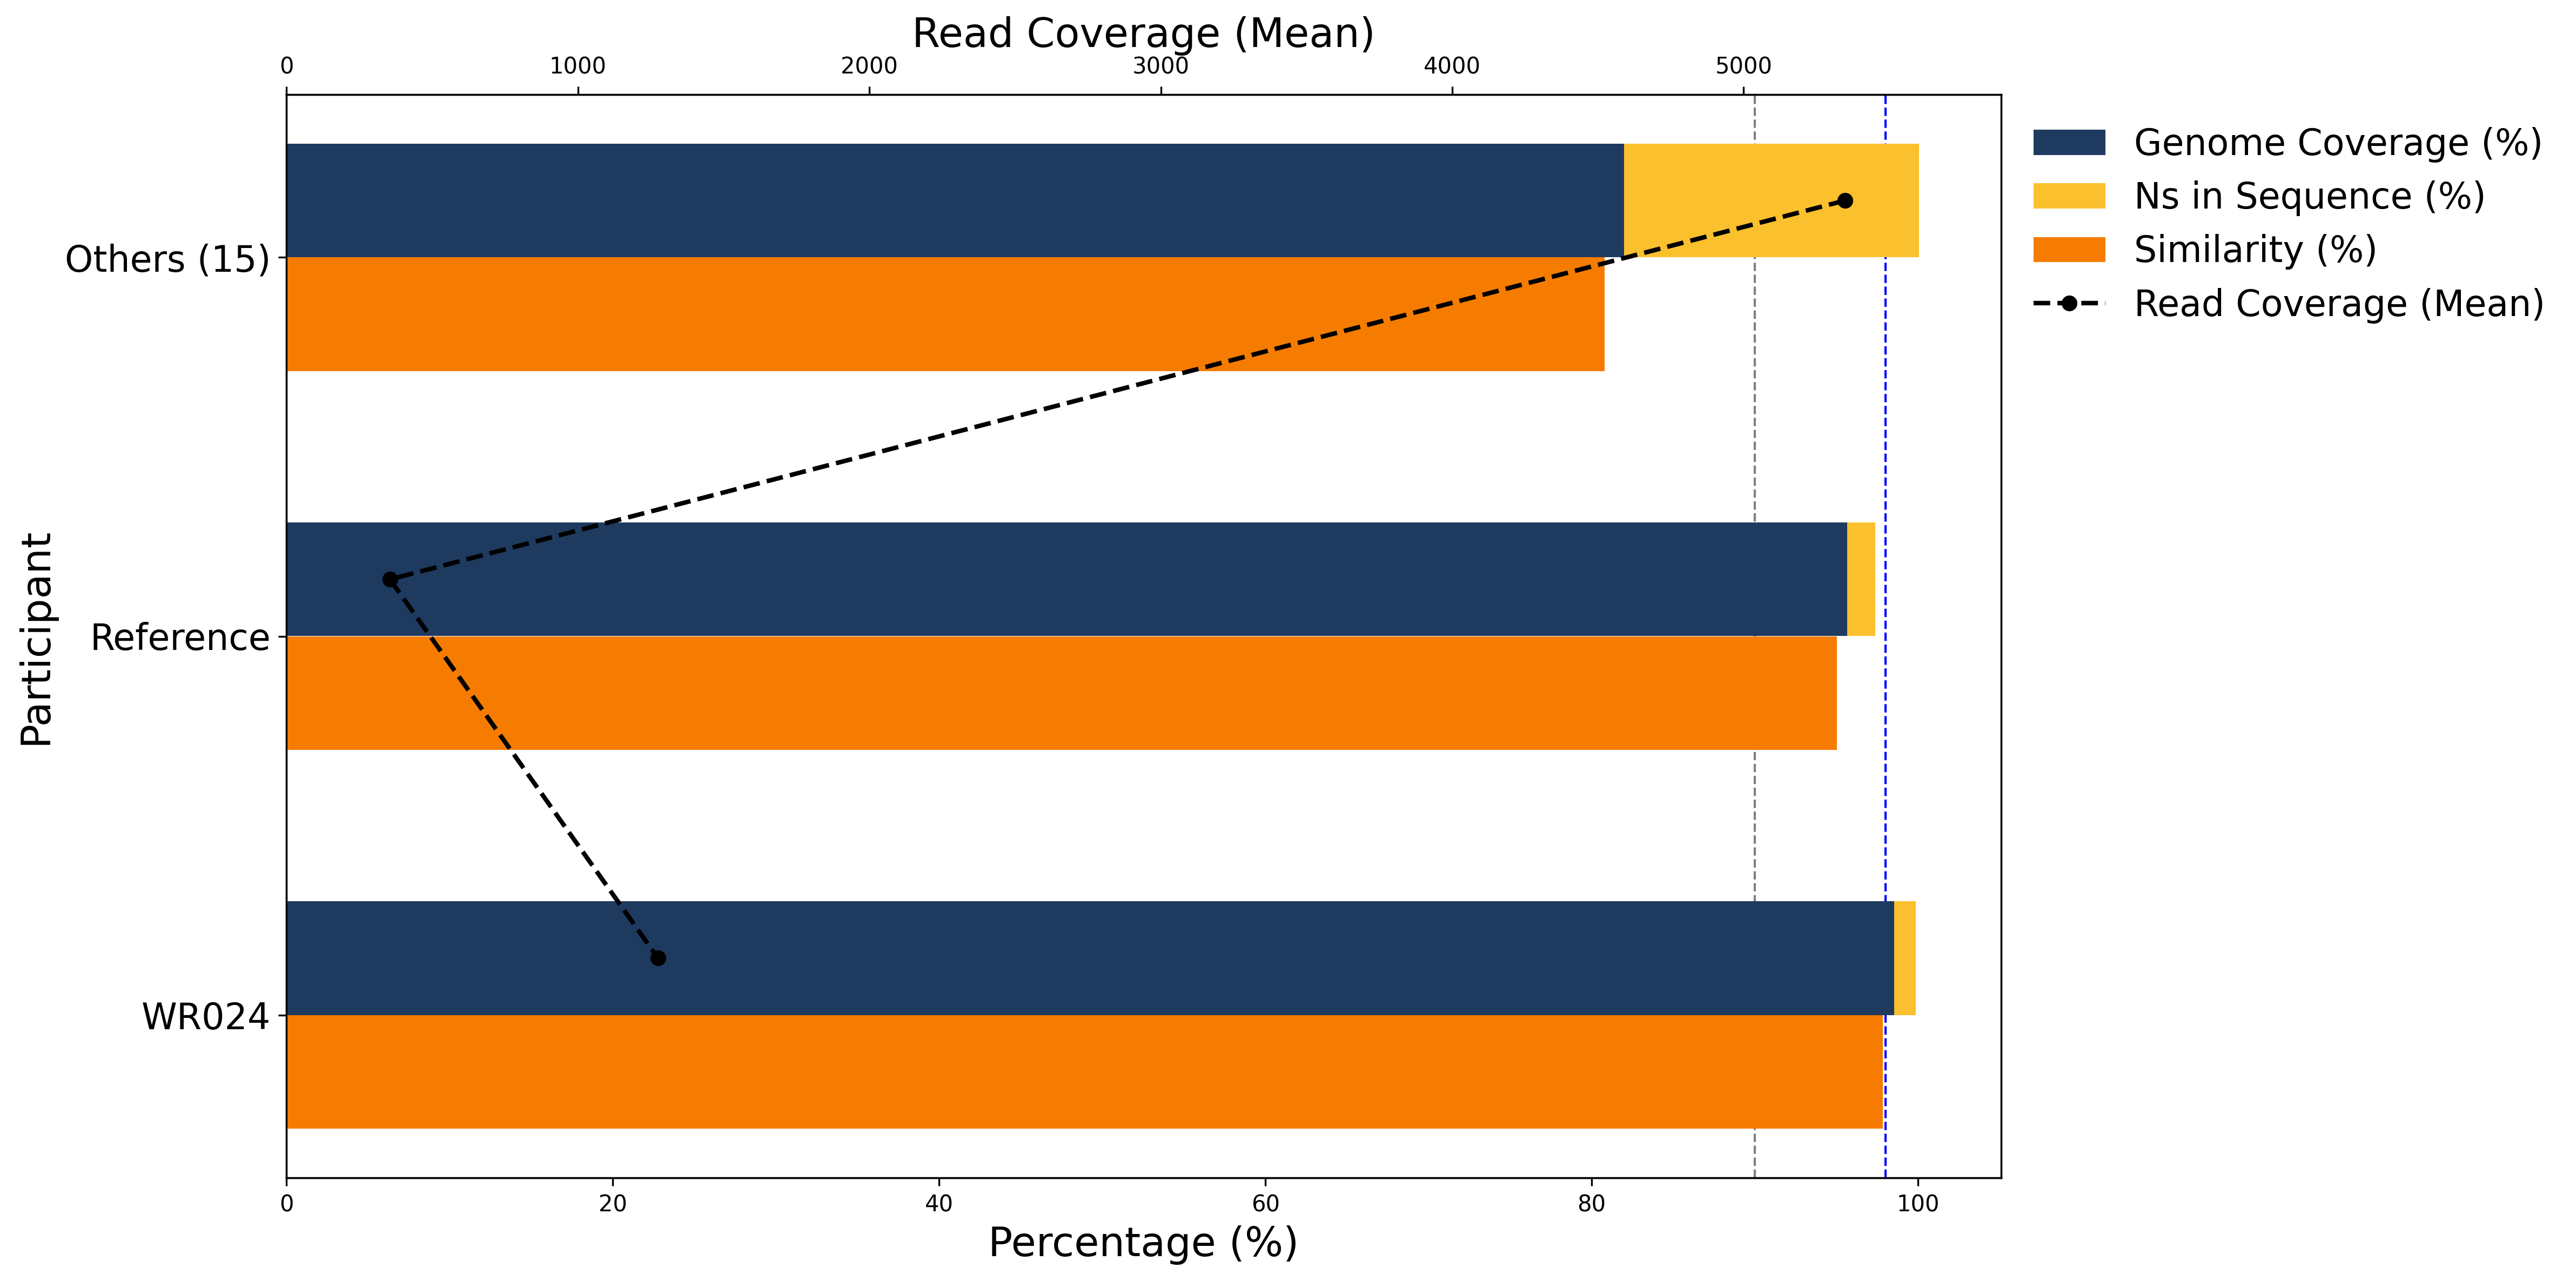 Read Coverage (Mean)
0 1000 2000 3000 4000 5000
Genome Coverage (%)
Ns in Sequence (%)
Similarity (%)
Read Coverage (Mean)
Participant
Others (15)
Reference
WR024
0 20 40 60 80 100
Percentage (%)